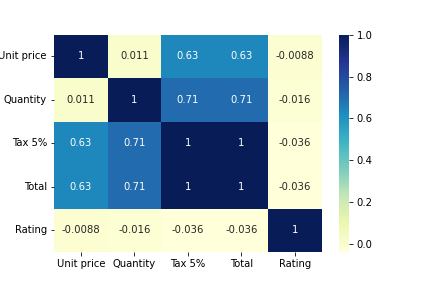 Unit price 1 0.011 0.63 0.63 -0.0088
Quantity 0.011 1 0.71 0.71 -0.016
Tax 5% 0.63 0.71 1 1 -0.036
Total 0.63 0.71 1 1 -0.036
Rating -0.0088 -0.016 -0.036 -0.036 1
Unit price Quantity Tax 5% Total Rating
1.0
0.8
0.6
0.4
0.2
0.0